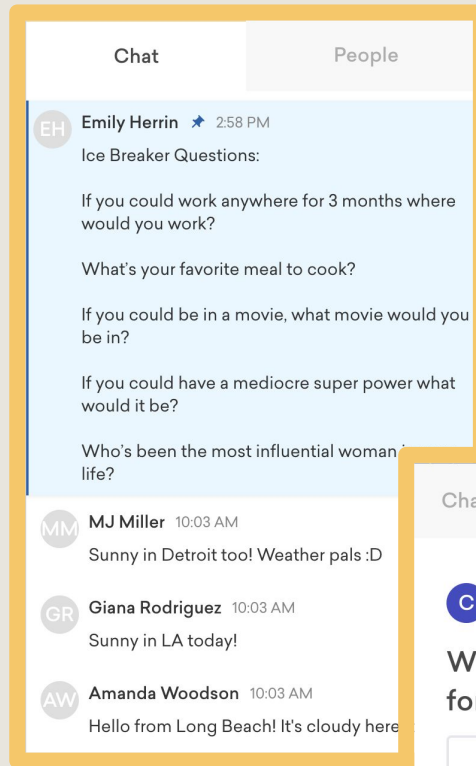 Chat
People
EH
Emily Herrin 2:58 PM
Ice Breaker Questions:
If you could work anywhere for 3 months where
would you work?
What's your favorite meal to cook?
If you could be in a movie, what movie would you
be in?
If you could have a mediocre super power what
would it be?
Who's been the most influential woman
life?
MM
MJ Miller 10:03 AM
Sunny in Detroit too! Weather pals :D
GR
Giana Rodriguez 10:03 AM
Sunny in LA today!
AW
Amanda Woodson 10:03 AM
Hello from Long Beach! It's cloudy here